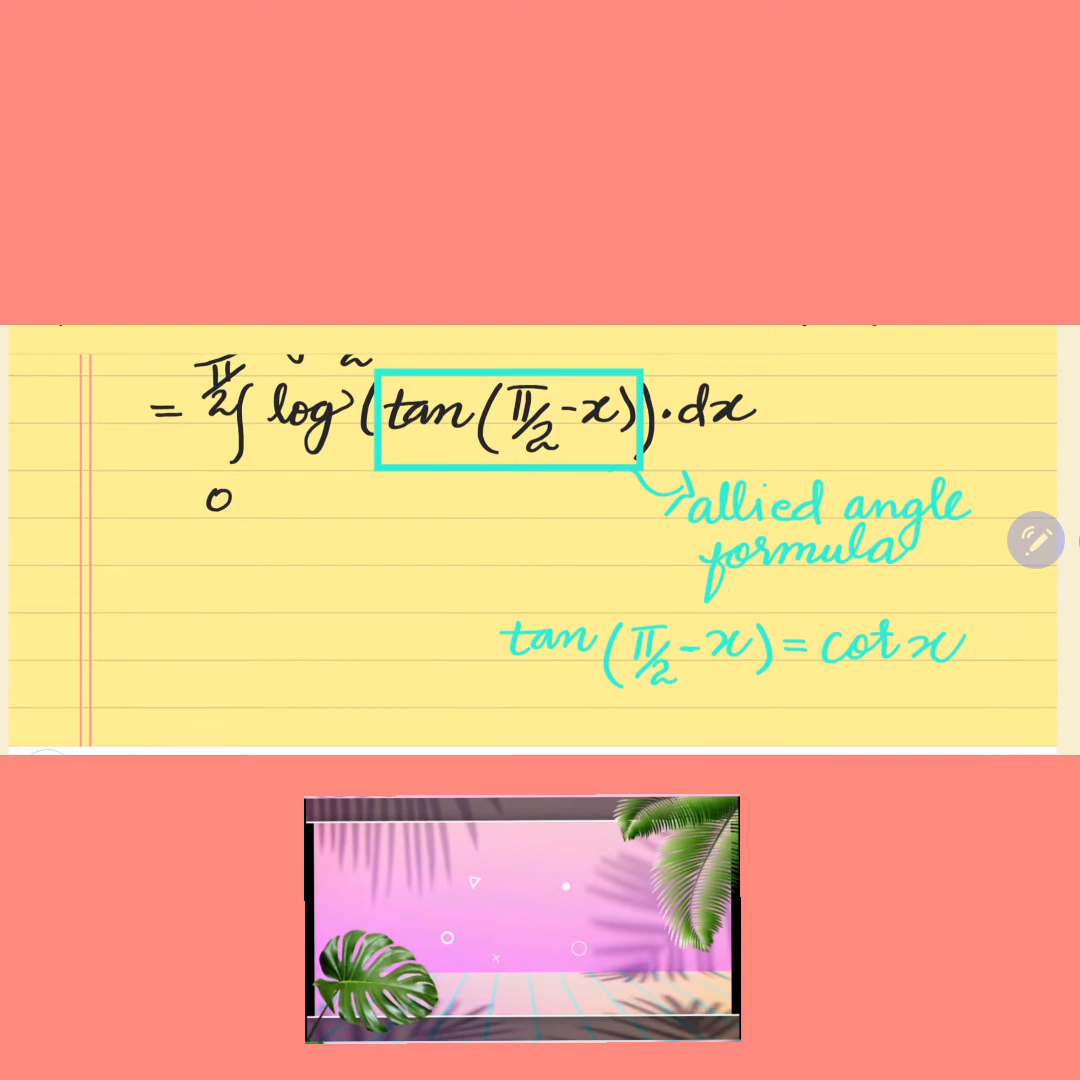 = π/2 ∫ log (tan(π/2 - x)) . dx
0
allied angle
formula
tan (π/2 - x) = cot x